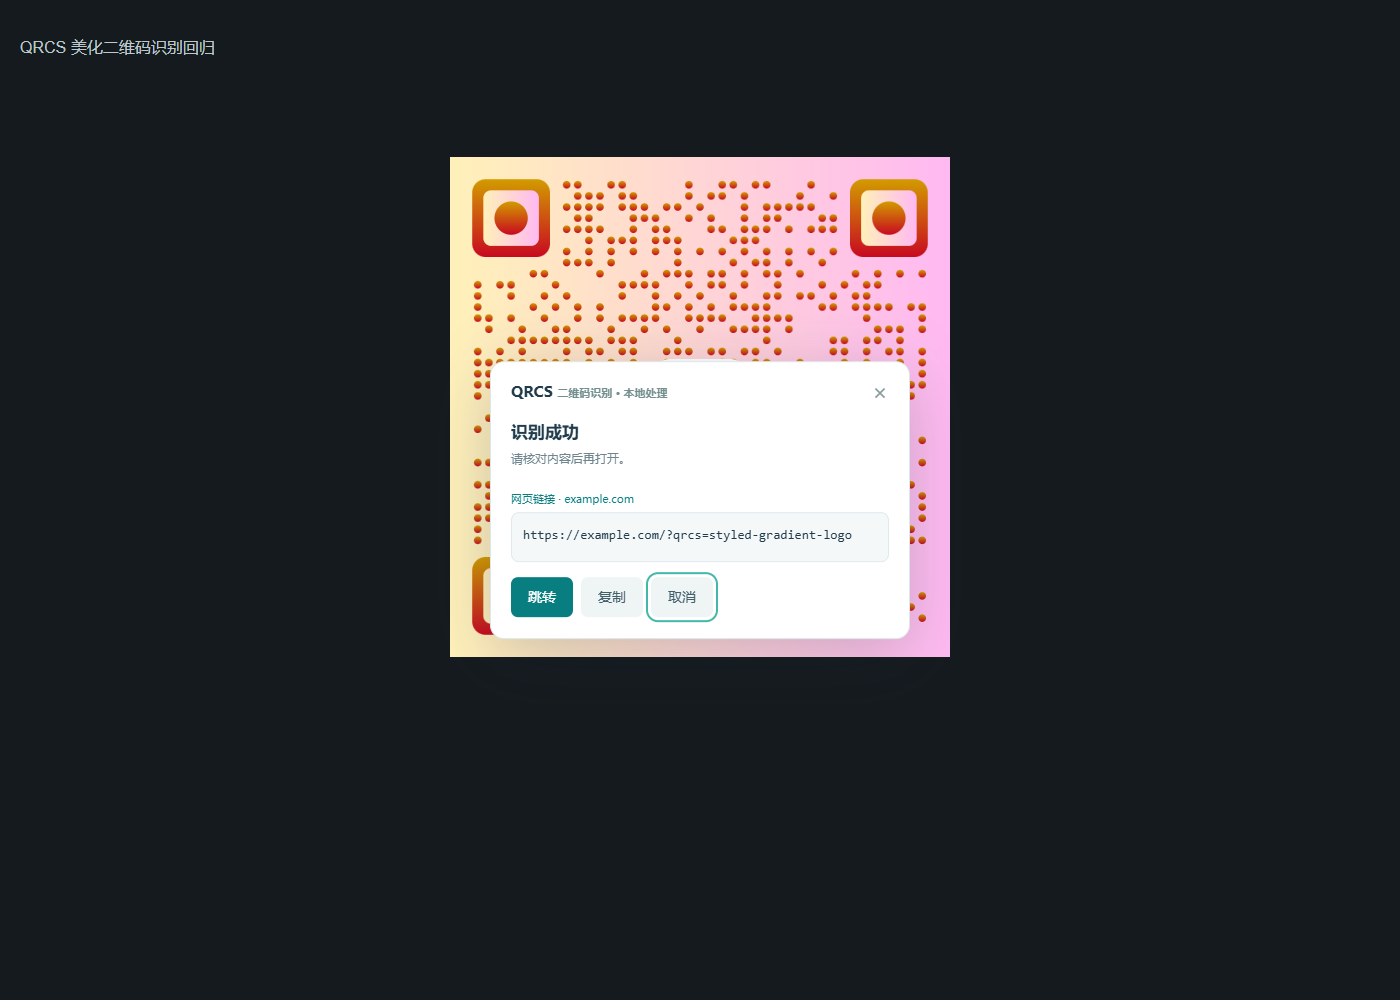 QRCS 美化二维码识别回归
QRCS 二维码识别 • 本地处理
识别成功
请核对内容后再打开。
网页链接 · example.com
https://example.com/?qrcs=styled-gradient-logo
跳转 复制 取消